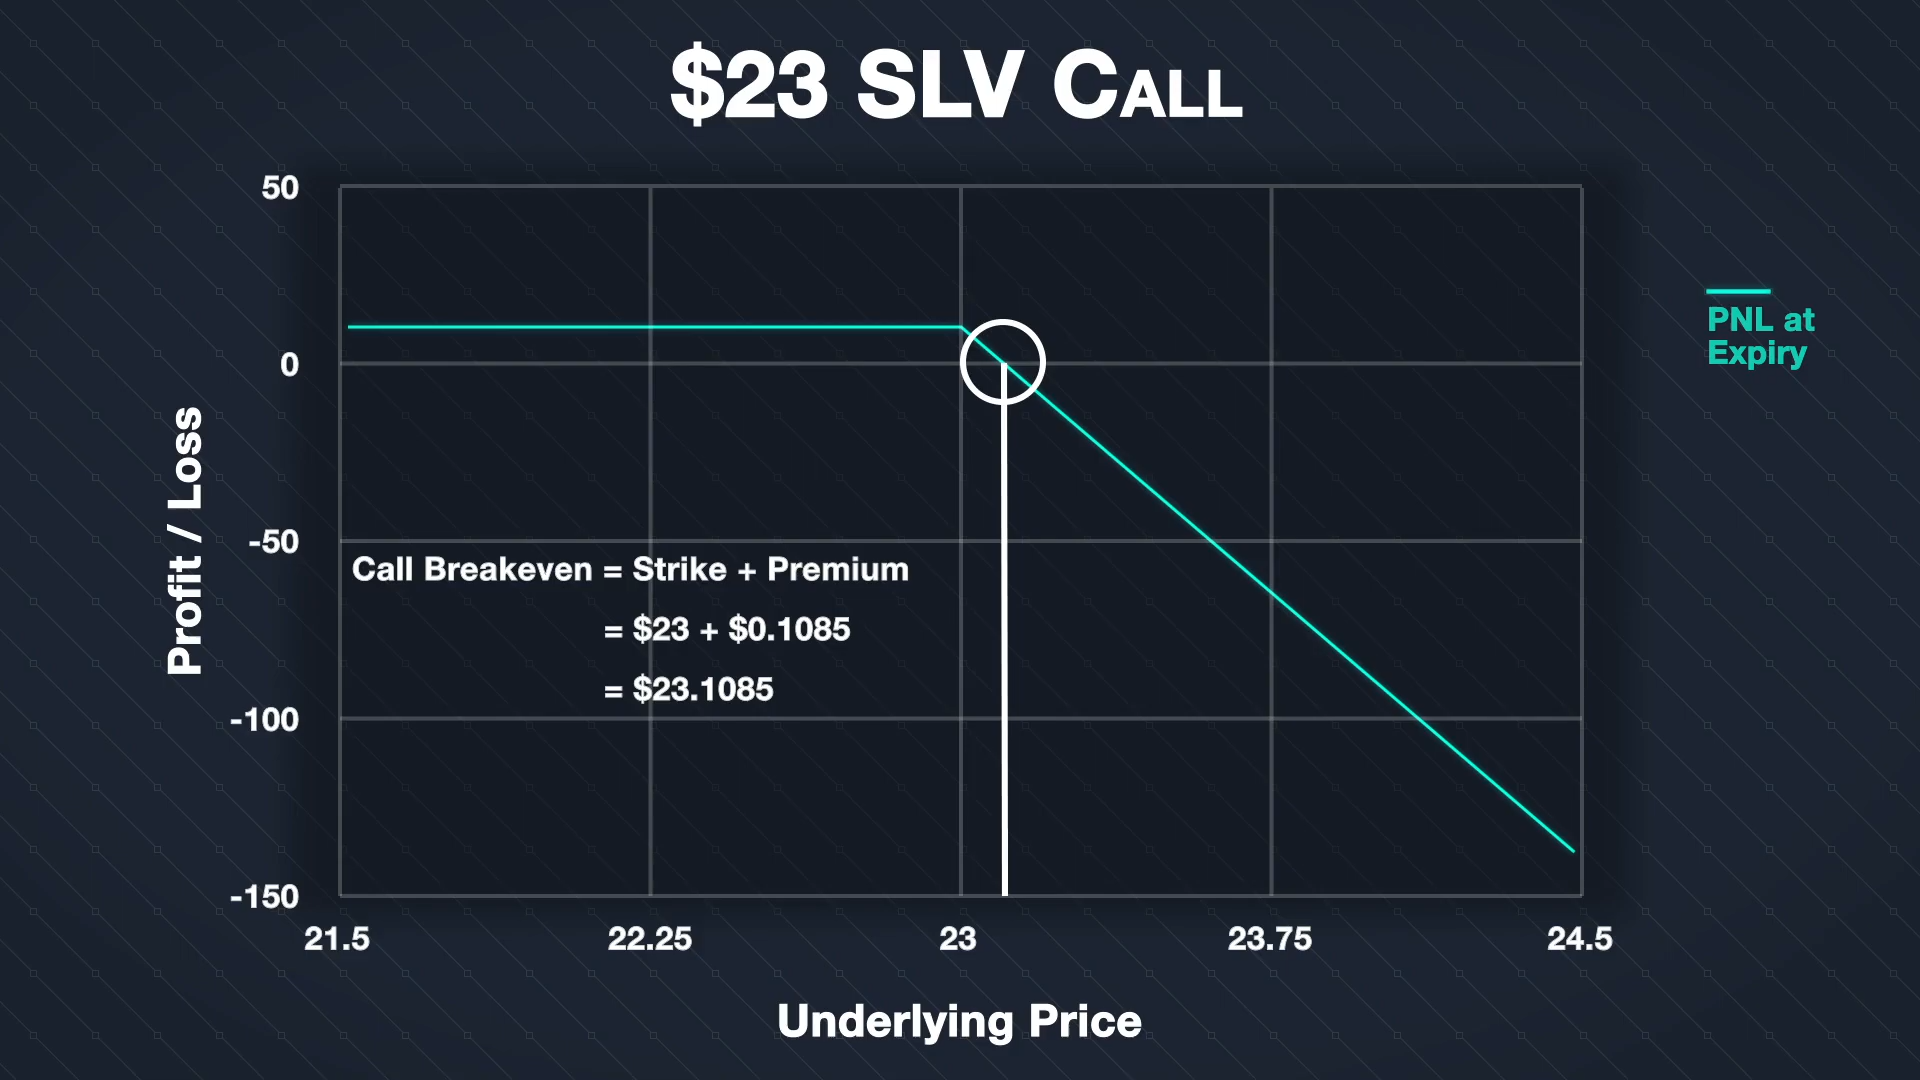 $23 SLV CALL
50
0
-50
-100
-150
Profit / Loss
Call Breakeven = Strike + Premium
= $23 + $0.1085
= $23.1085
21.5 22.25 23 23.75 24.5
Underlying Price
PNL at
Expiry